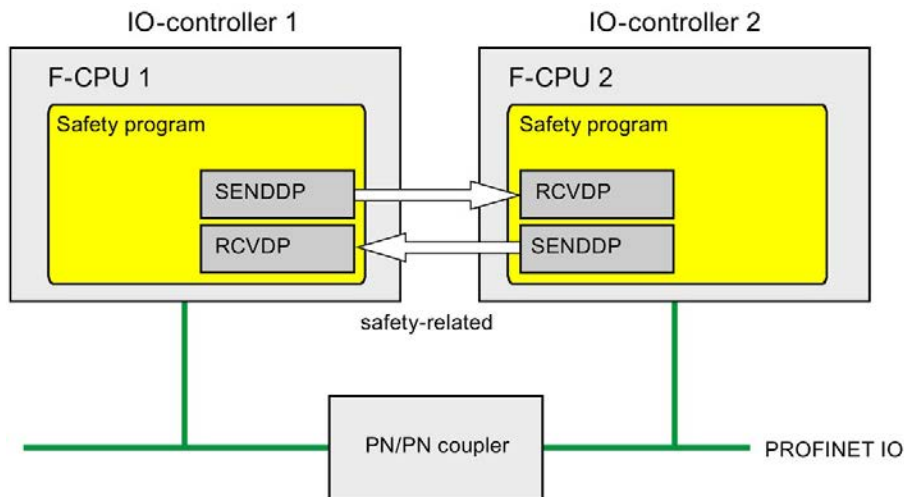 IO-controller 1
IO-controller 2
F-CPU 1
F-CPU 2
Safety program
Safety program
SENDDP
RCVDP
RCVDP
SENDDP
safety-related
PN/PN coupler
PROFINET IO